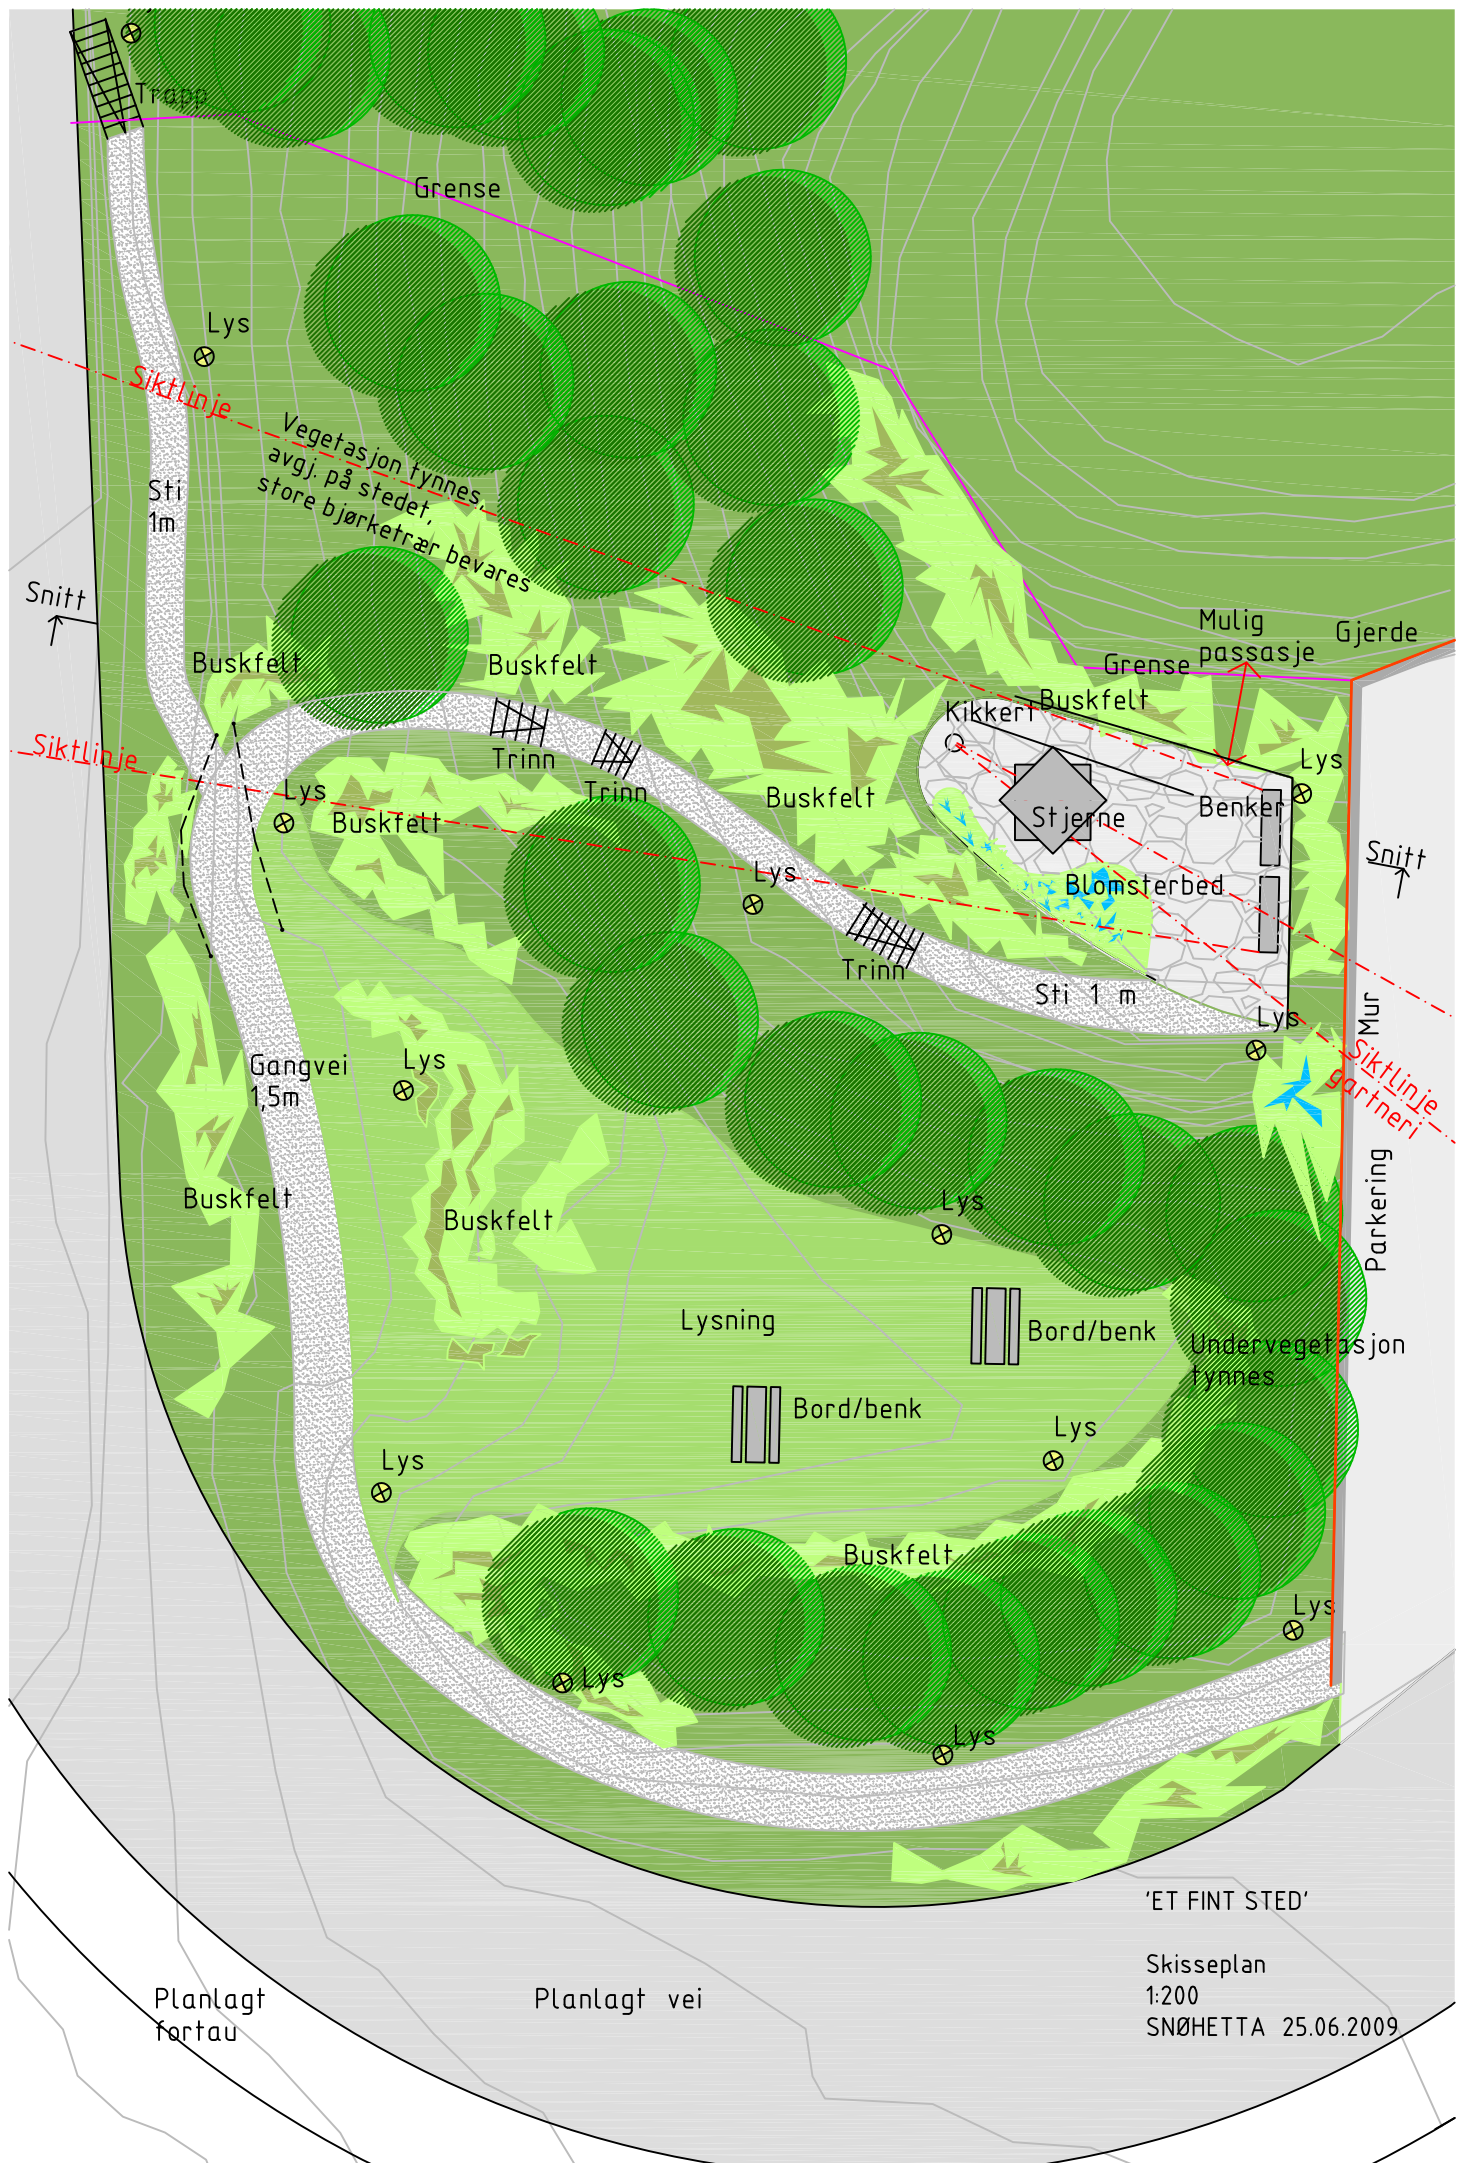 Trapp
Grense
Lys
Siktlinje
Vegetasjon tynnes,
avgj. på stedet,
store bjørketrær bevares
Sti
1m
Snitt
Mulig
passasje
Gjerde
Buskfelt
Buskfelt
Grense
Buskfelt
Kikkert
Siktlinje
Trinn
Lys
Trinn
Lys
Buskfelt
Buskfelt
Benker
Stjerne
Snitt
Lys
Blomsterbed
Trinn
Sti 1 m
Lys
Mur
Gangvei
1,5m
Lys
Siktlinje
gartneri
Parkering
Buskfelt
Buskfelt
Lys
Lysning
Bord/benk
Undervegetasjon
tynnes
Bord/benk
Lys
Lys
Buskfelt
Lys
Lys
Lys
'ET FINT STED'
Skisseplan
1:200
SNØHETTA 25.06.2009
Planlagt
fortau
Planlagt vei